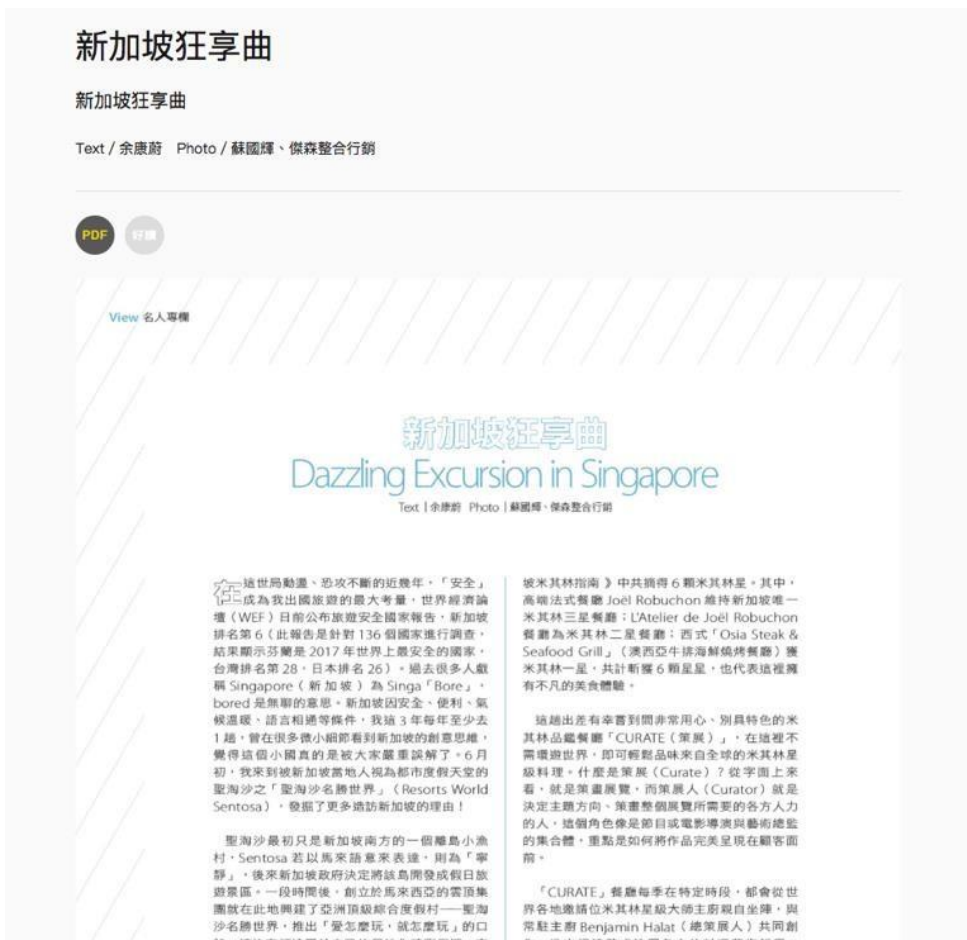 新加坡狂享曲
新加坡狂享曲
Text / 余康蔚 Photo / 蘇國輝、傑森整合行銷
PDF 好讀
View 名人專欄
新加坡狂享曲
Dazzling Excursion in Singapore
Text | 余康蔚 Photo | 蘇國輝、傑森整合行銷
在這世局動盪、恐攻不斷的近幾年，「安全」
成為我出國旅遊的最大考量，世界經濟論
壇（WEF）日前公布旅遊安全國家報告，新加坡
排名第 6（此報告是針對 136 個國家進行調查，
結果顯示芬蘭是 2017 年世界上最安全的國家，
台灣排名第 28，日本排名 26）。過去很多人戲
稱 Singapore（新加坡）為 Singa「Bore」，
bored 是無聊的意思。新加坡因安全、便利、氣
候溫暖、語言相通等條件，我這 3 年每年至少去
1 趟，曾在很多微小細節看到新加坡的創意思維，
覺得這個小國真的是被大家嚴重誤解了。6 月
初，我來到被新加坡當地人視為都市度假天堂的
聖淘沙之「聖淘沙名勝世界」（Resorts World
Sentosa），發掘了更多造訪新加坡的理由！
聖淘沙最初只是新加坡南方的一個離島小漁
村，Sentosa 若以馬來語意來表達，則為「寧
靜」，後來新加坡政府決定將該島開發成假日旅
遊景區。一段時間後，創立於馬來西亞的雲頂集
團就在此地興建了亞洲頂級綜合度假村——聖淘
沙名勝世界，推出「愛怎麼玩，就怎麼玩」的口
坡米其林指南 》中共摘得 6 顆米其林星。其中，
高端法式餐廳 Joël Robuchon 維持新加坡唯一
米其林三星餐廳；L'Atelier de Joël Robuchon
餐廳為米其林二星餐廳；西式「Osia Steak &
Seafood Grill」（澳西亞牛排海鮮燒烤餐廳）獲
米其林一星，共計斬獲 6 顆星星，也代表這裡擁
有不凡的美食體驗。
這趟出差有幸嘗到間非常用心、別具特色的米
其林品鑑餐廳「CURATE（策展）」，在這裡不
需環遊世界，即可輕鬆品味來自全球的米其林星
級料理。什麼是策展（Curate）？從字面上來
看，就是策畫展覽，而策展人（Curator）就是
決定主題方向、策畫整個展覽所需要的各方人力
的人，這個角色像是節目或電影導演與藝術總監
的集合體，重點是如何將作品完美呈現在顧客面
前。
「CURATE」餐廳每季在特定時段，都會從世
界各地邀請位米其林星級大師主廚親自坐陣，與
常駐主廚 Benjamin Halat（總策展人）共同創